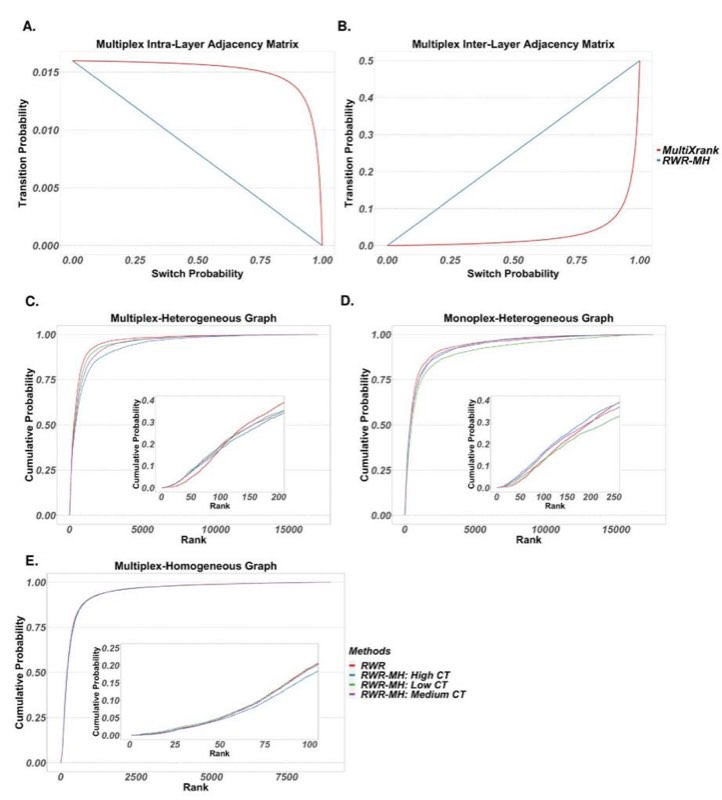 A.
Multiplex Intra-Layer Adjacency Matrix
Transition Probability
0.015
0.010
0.005
0.000
0.00 0.25 0.50 0.75 1.00
Switch Probability
B.
Multiplex Inter-Layer Adjacency Matrix
Transition Probability
0.5
0.4
0.3
0.2
0.1
0.0
0.00 0.25 0.50 0.75 1.00
Switch Probability
MultiXrank
RWR-MH
C.
Multiplex-Heterogeneous Graph
Cumulative Probability
1.00
0.75
0.50
0.25
0.00
0 5000 10000 15000
Rank
Cumulative Probability
0.4
0.3
0.2
0.1
0.0
0 50 100 150 200
Rank
D.
Monoplex-Heterogeneous Graph
Cumulative Probability
1.00
0.75
0.50
0.25
0.00
0 5000 10000 15000
Rank
Cumulative Probability
0.4
0.3
0.2
0.1
0.0
0 50 100 150 200 250
Rank
E.
Multiplex-Homogeneous Graph
Cumulative Probability
1.00
0.75
0.50
0.25
0.00
0 2500 5000 7500
Rank
Cumulative Probability
0.25
0.20
0.15
0.10
0.05
0.00
0 25 50 75 100
Rank
Methods
RWR
RWR-MH: High CT
RWR-MH: Low CT
RWR-MH: Medium CT